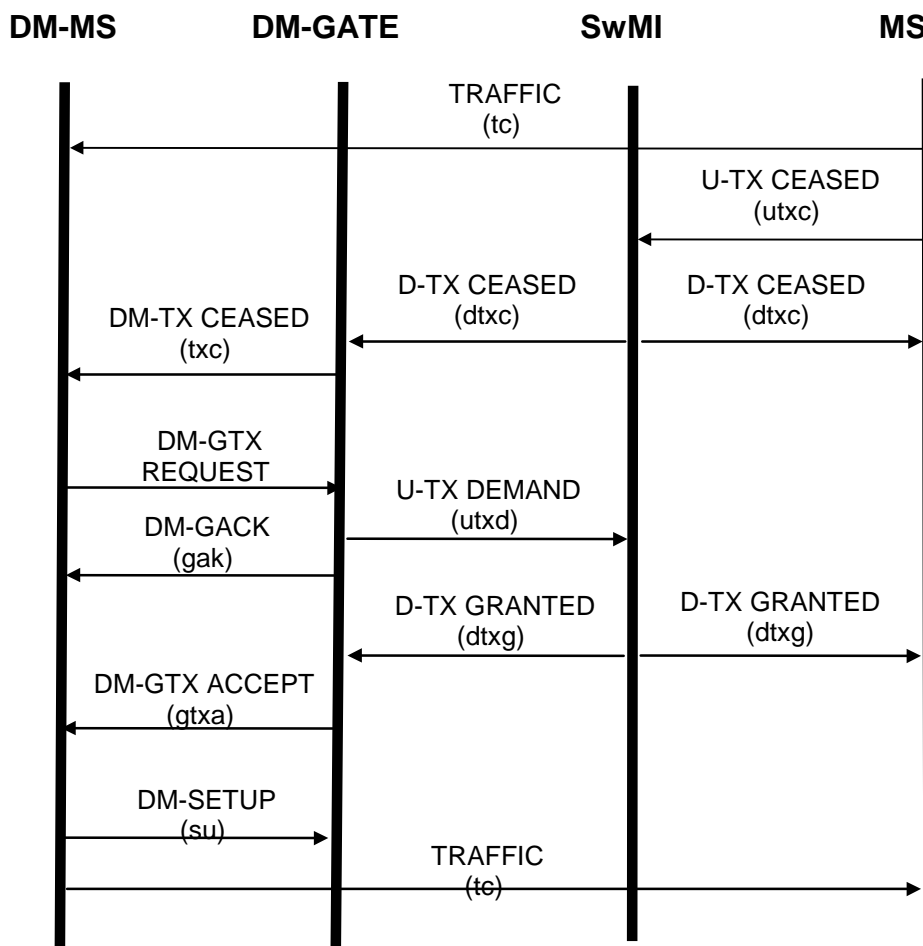 DM-MS DM-GATE SwMI MS
TRAFFIC
(tc)
U-TX CEASED
(utxc)
D-TX CEASED D-TX CEASED
(dtxc) (dtxc)
DM-TX CEASED
(txc)
DM-GTX
REQUEST
U-TX DEMAND
(utxd)
DM-GACK
(gak)
D-TX GRANTED D-TX GRANTED
(dtxg) (dtxg)
DM-GTX ACCEPT
(gtxa)
DM-SETUP
(su)
TRAFFIC
(tc)